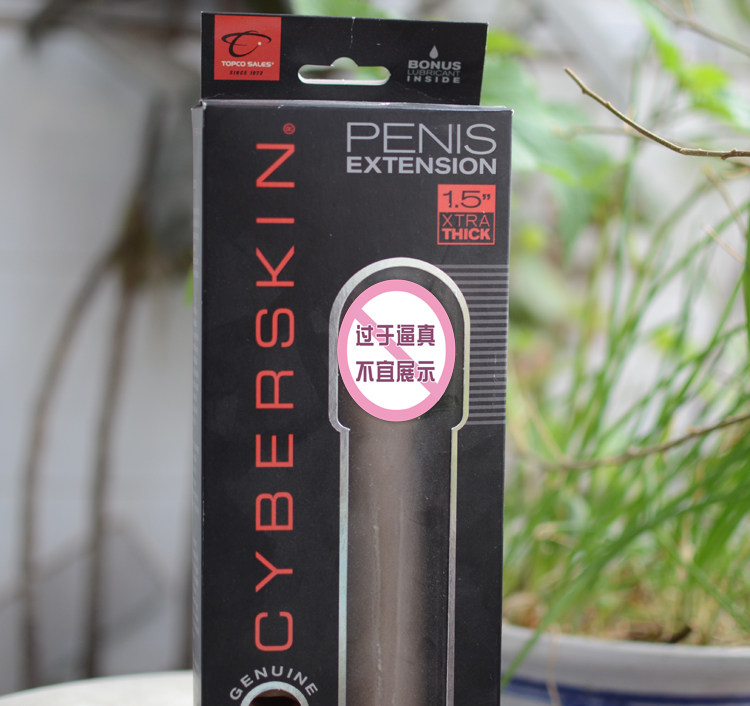 TOPCO SALES®
SINCE 1972
BONUS
LUBRICANT
INSIDE
PENIS
EXTENSION
1.5"
XTRA
THICK
CYBERSKIN®
过于逼真
不宜展示
GENUINE